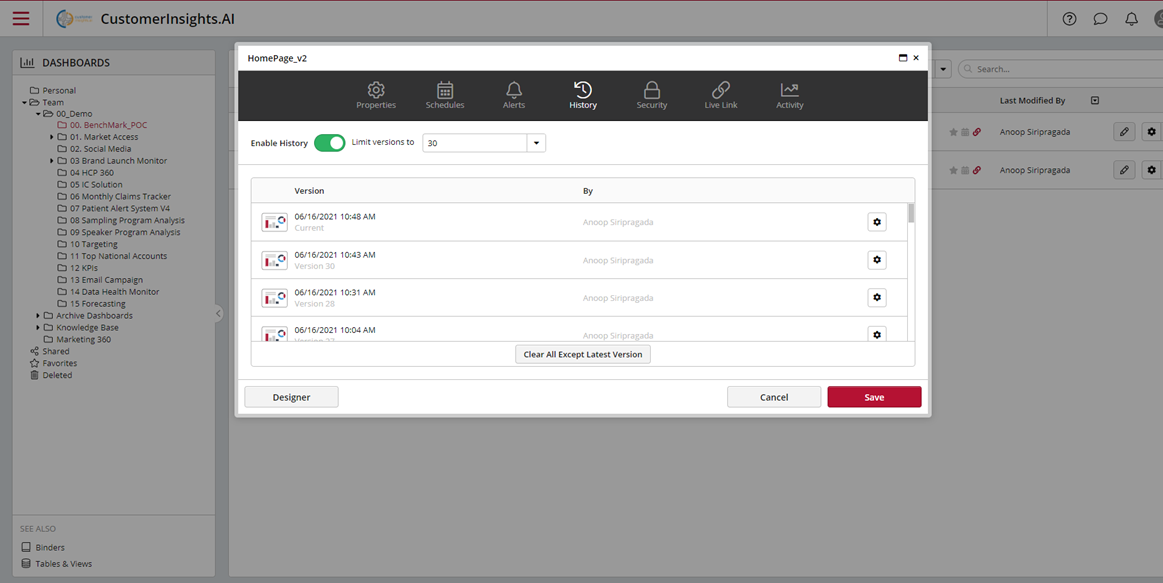 CustomerInsights.AI
DASHBOARDS
Personal
Team
00_Demo
00. BenchMark_POC
01. Market Access
02. Social Media
03 Brand Launch Monitor
04 HCP 360
05 IC Solution
06 Monthly Claims Tracker
07 Patient Alert System V4
08 Sampling Program Analysis
09 Speaker Program Analysis
10 Targeting
11 Top National Accounts
12 KPIs
13 Email Campaign
14 Data Health Monitor
15 Forecasting
Archive Dashboards
Knowledge Base
Marketing 360
Shared
Favorites
Deleted
SEE ALSO
Binders
Tables & Views
HomePage_v2
Properties
Schedules
Alerts
History
Security
Live Link
Activity
Enable History
Limit versions to
30
Version
By
06/16/2021 10:48 AM
Current
Anoop Siripragada
06/16/2021 10:43 AM
Version 30
Anoop Siripragada
06/16/2021 10:31 AM
Version 28
Anoop Siripragada
06/16/2021 10:04 AM
Version 27
Anoop Siripragada
Clear All Except Latest Version
Designer
Cancel
Save
Search...
Last Modified By
Anoop Siripragada
Anoop Siripragada